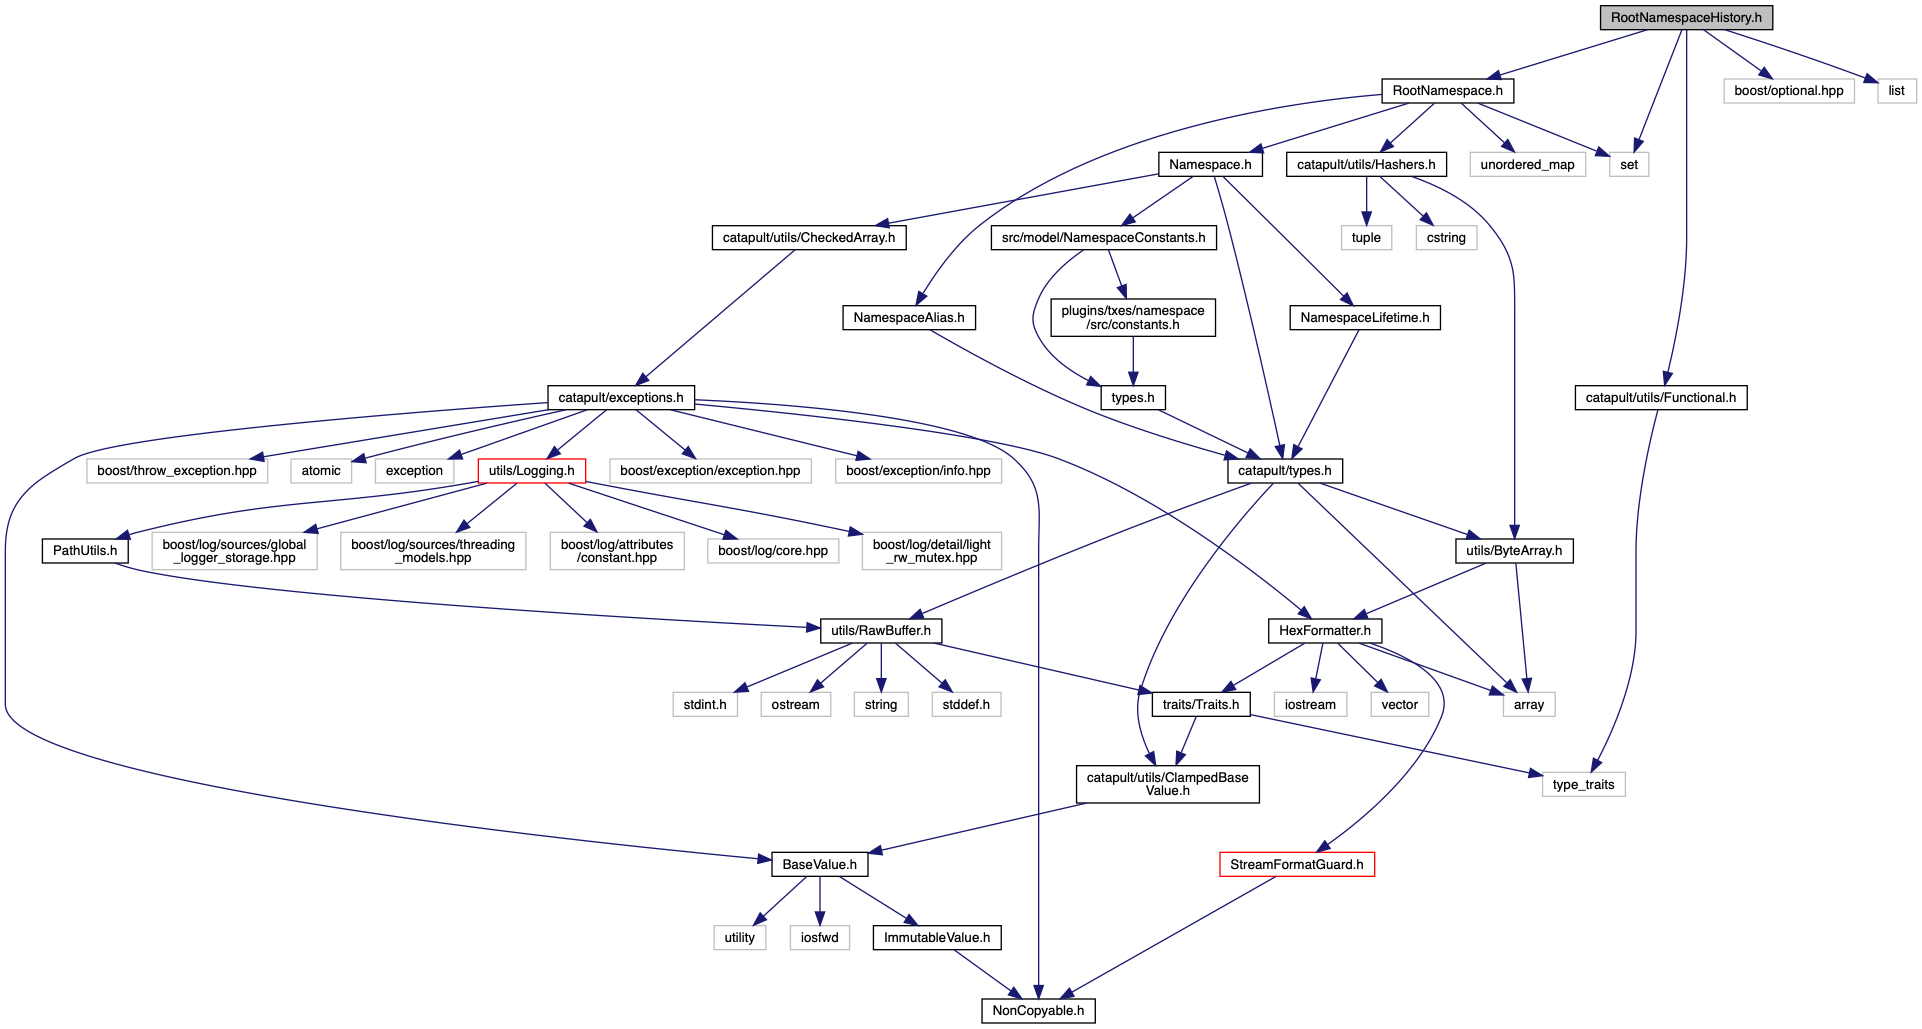 RootNamespaceHistory.h
RootNamespace.h
boost/optional.hpp
list
Namespace.h
catapult/utils/Hashers.h
unordered_map
set
catapult/utils/CheckedArray.h
src/model/NamespaceConstants.h
tuple
cstring
NamespaceAlias.h
plugins/txes/namespace
/src/constants.h
NamespaceLifetime.h
catapult/exceptions.h
types.h
catapult/utils/Functional.h
boost/throw_exception.hpp
atomic
exception
utils/Logging.h
boost/exception/exception.hpp
boost/exception/info.hpp
catapult/types.h
PathUtils.h
boost/log/sources/global
_logger_storage.hpp
boost/log/sources/threading
_models.hpp
boost/log/attributes
/constant.hpp
boost/log/core.hpp
boost/log/detail/light
_rw_mutex.hpp
utils/ByteArray.h
utils/RawBuffer.h
HexFormatter.h
stdint.h
ostream
string
stddef.h
traits/Traits.h
iostream
vector
array
catapult/utils/ClampedBase
Value.h
type_traits
BaseValue.h
StreamFormatGuard.h
utility
iosfwd
ImmutableValue.h
NonCopyable.h